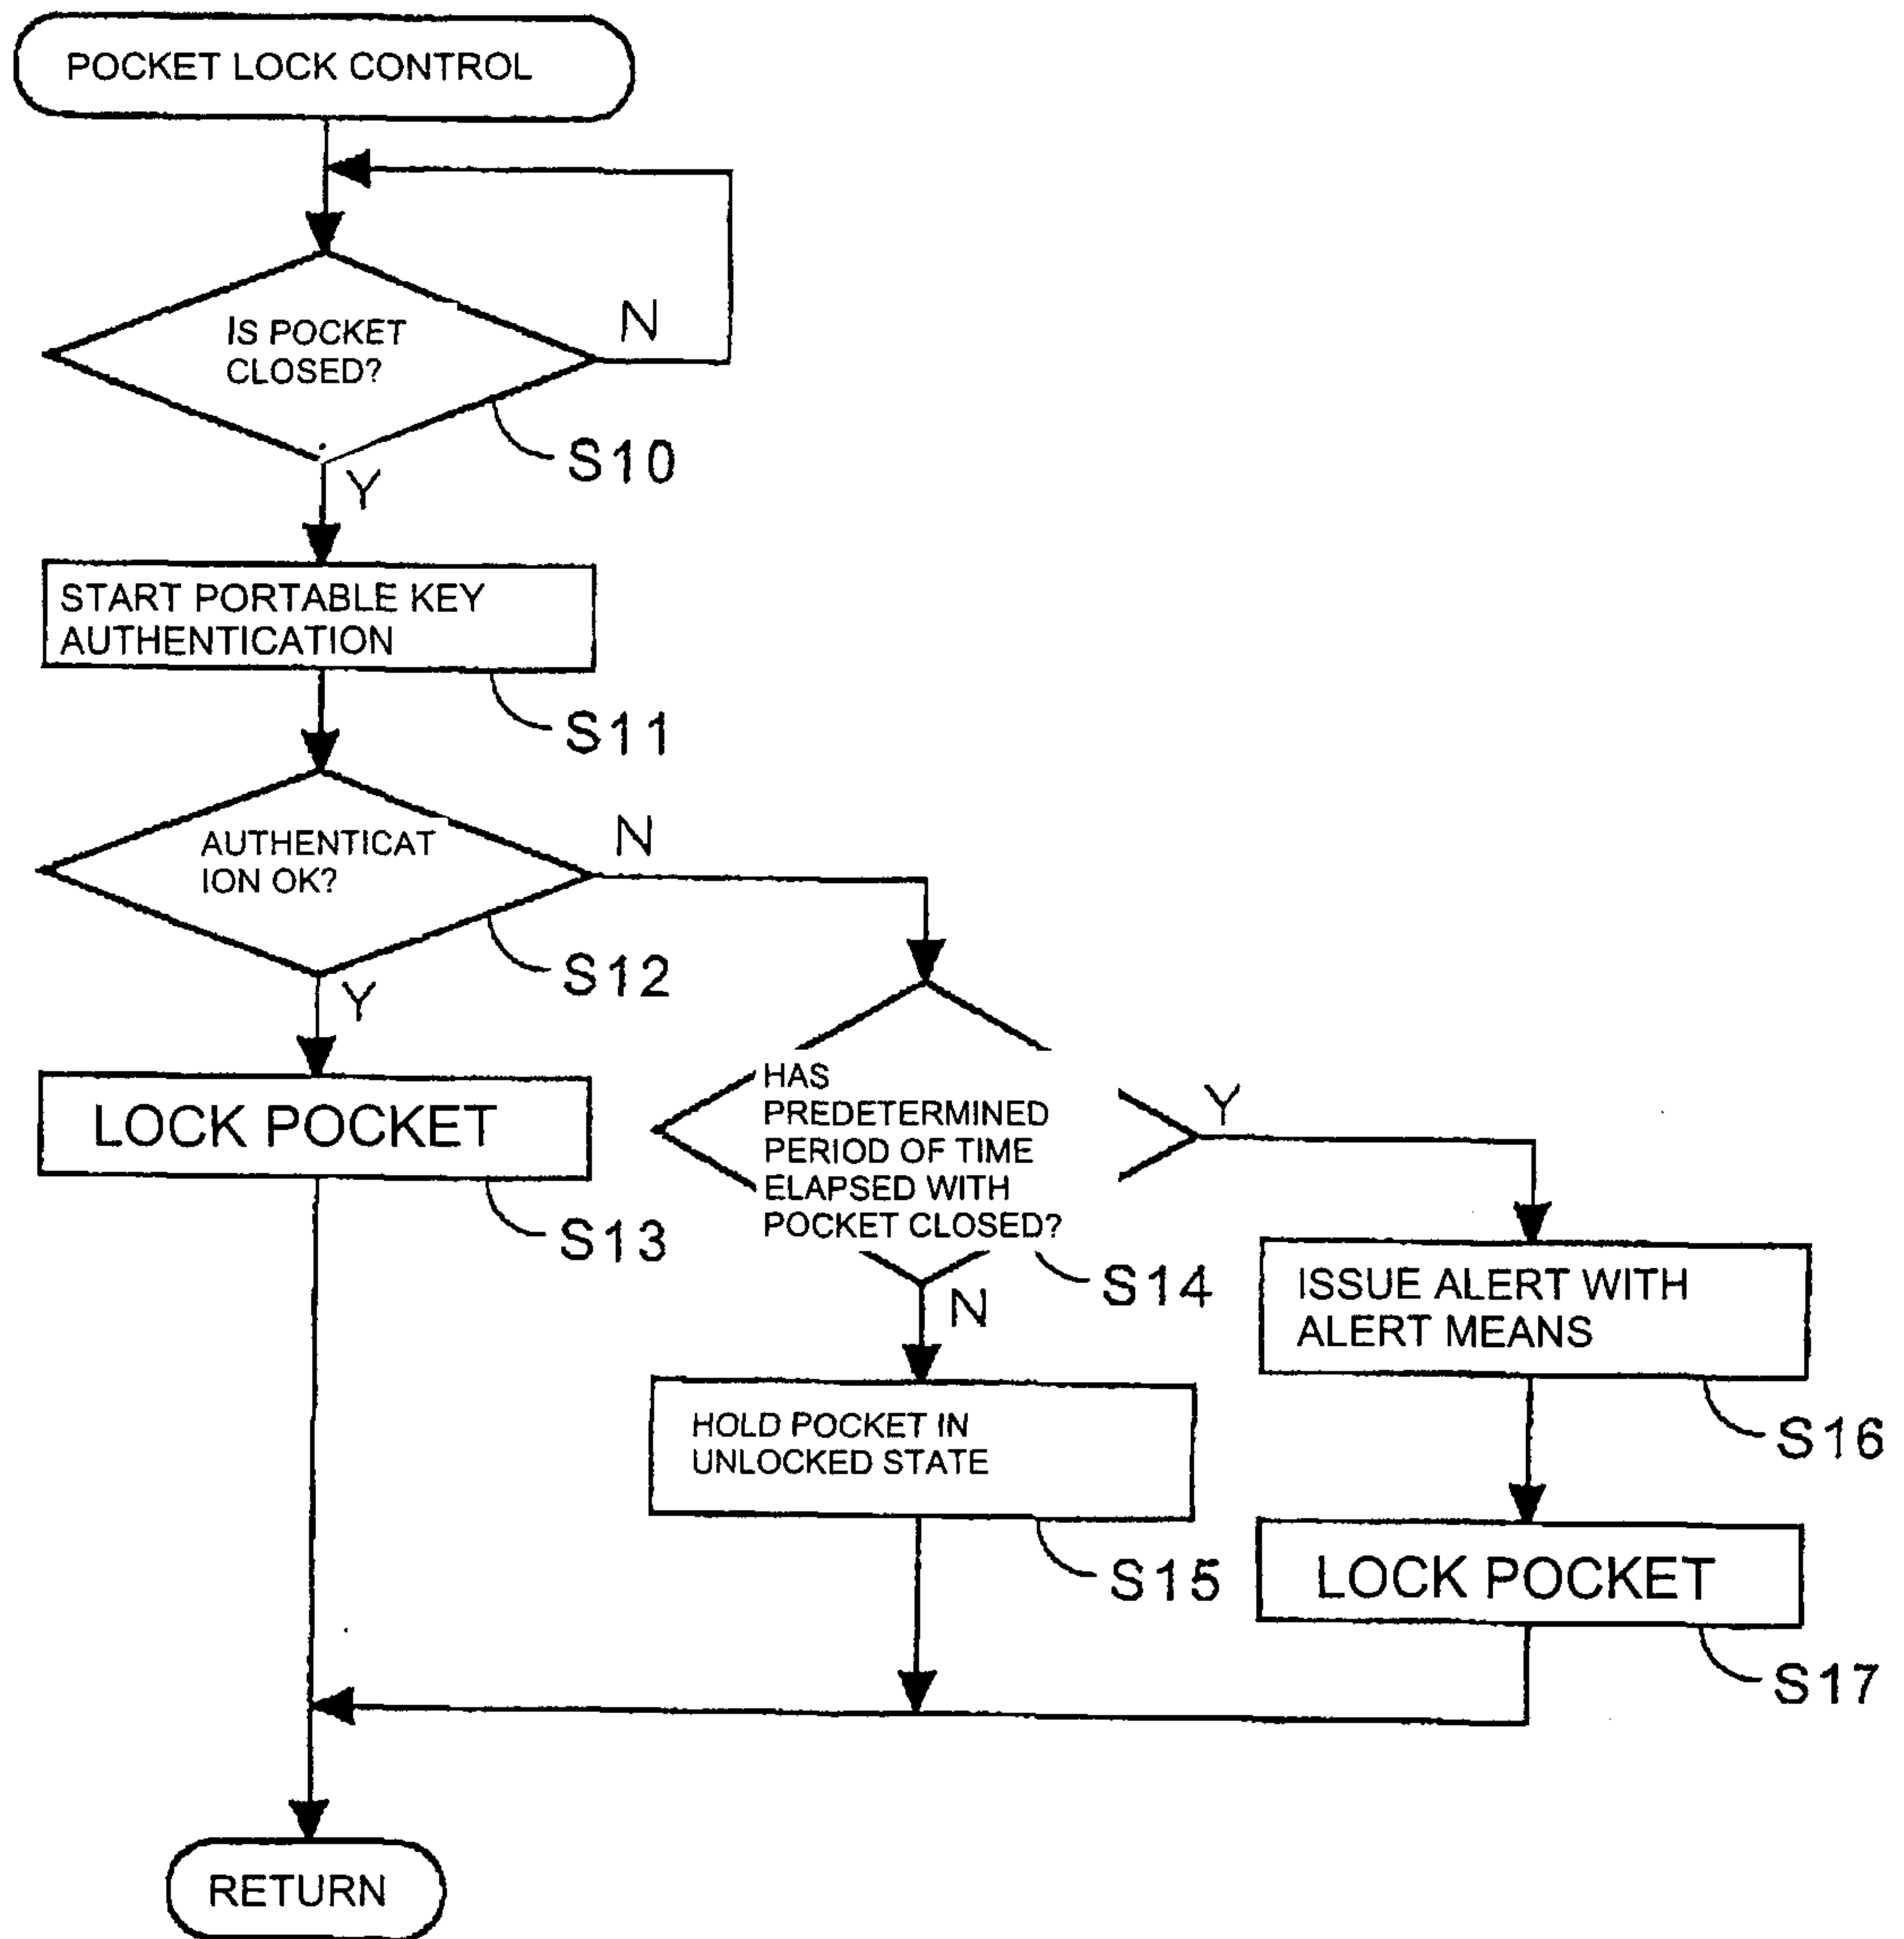 POCKET LOCK CONTROL
IS POCKET
CLOSED?
N
S10
Y
START PORTABLE KEY
AUTHENTICATION
S11
AUTHENTICAT
ION OK?
N
S12
Y
LOCK POCKET
S13
HAS
PREDETERMINED
PERIOD OF TIME
ELAPSED WITH
POCKET CLOSED?
Y
S14
N
HOLD POCKET IN
UNLOCKED STATE
S15
ISSUE ALERT WITH
ALERT MEANS
S16
LOCK POCKET
S17
RETURN